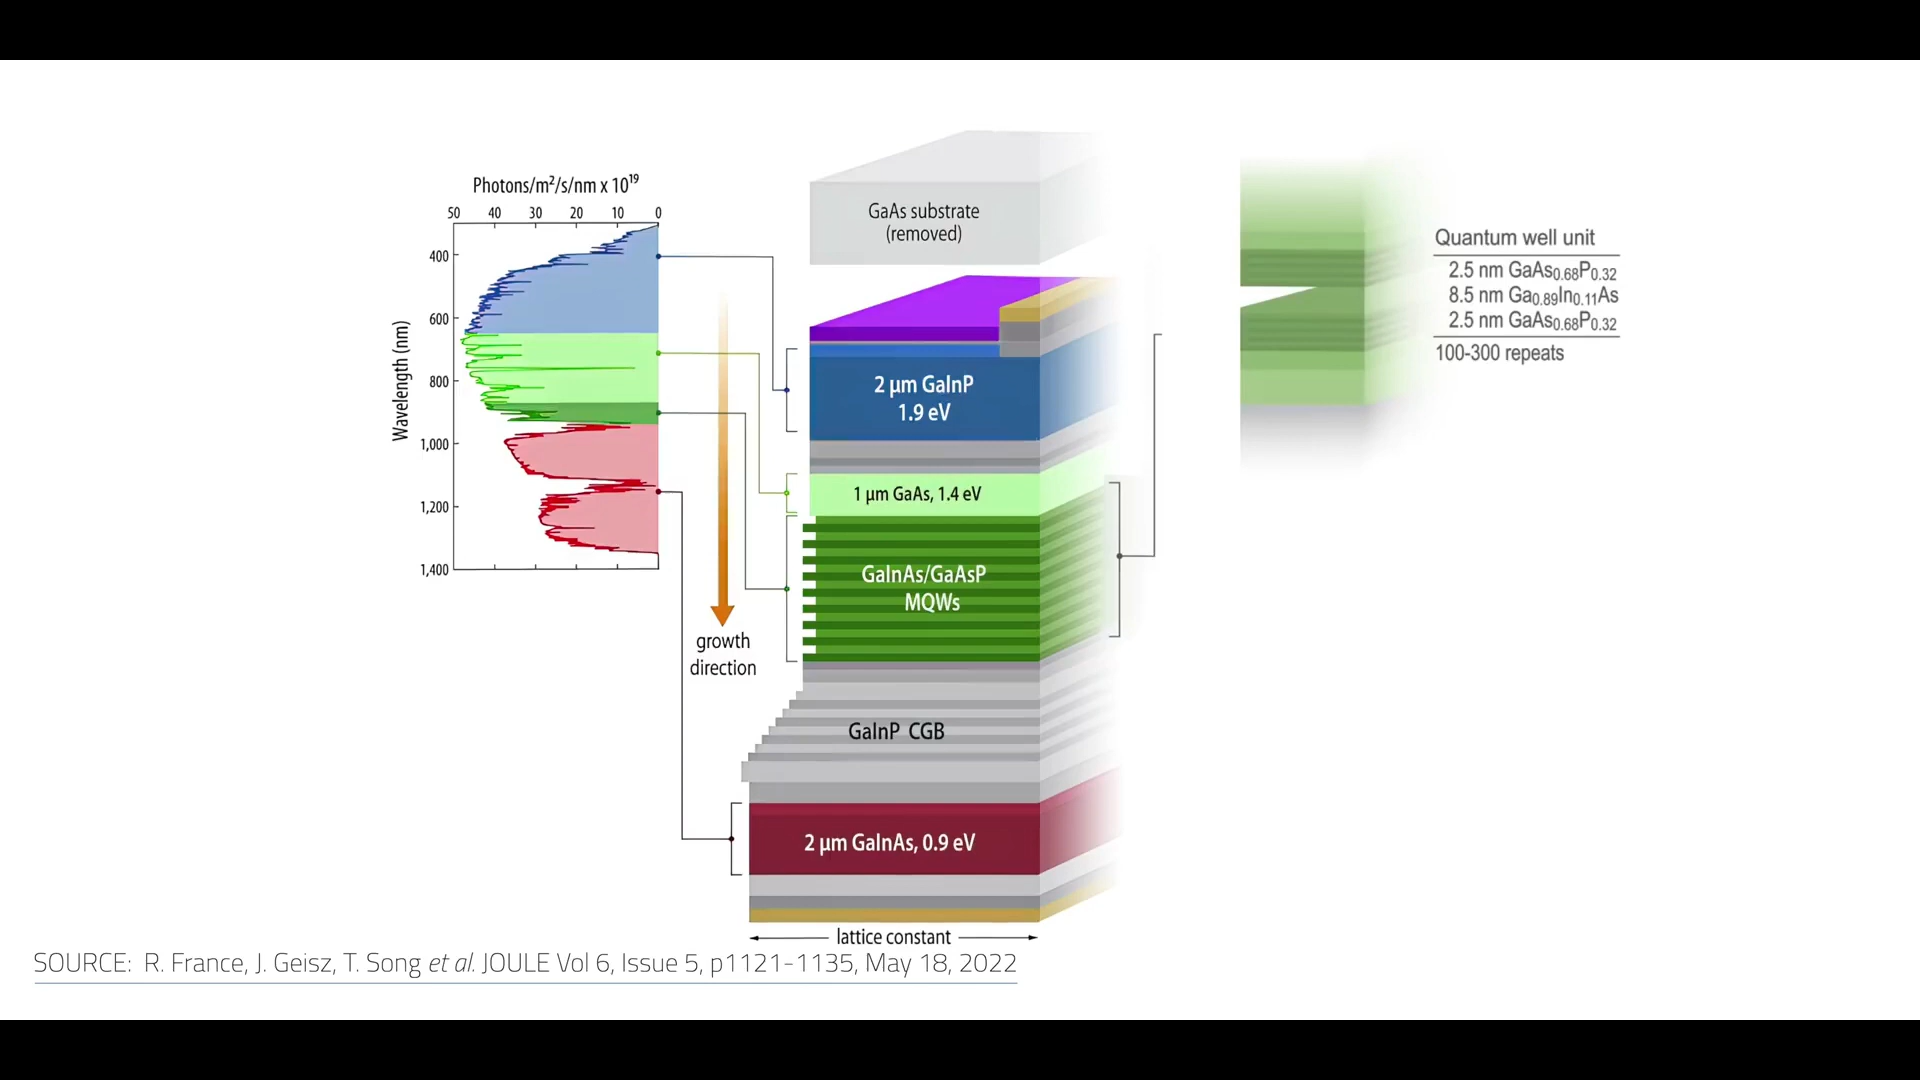 Photons/m²/s/nm x 10¹⁹
50 40 30 20 10 0
Wavelength (nm)
400
600
800
1,000
1,200
1,400
growth
direction
GaAs substrate
(removed)
2 µm GaInP
1.9 eV
1 µm GaAs, 1.4 eV
GaInAs/GaAsP
MQWs
GaInP CGB
2 µm GaInAs, 0.9 eV
lattice constant
Quantum well unit
2.5 nm GaAs₀.₆₈P₀.₃₂
8.5 nm Ga₀.₈₉In₀.₁₁As
2.5 nm GaAs₀.₆₈P₀.₃₂
100-300 repeats
SOURCE: R. France, J. Geisz, T. Song et al. JOULE Vol 6, Issue 5, p1121-1135, May 18, 2022